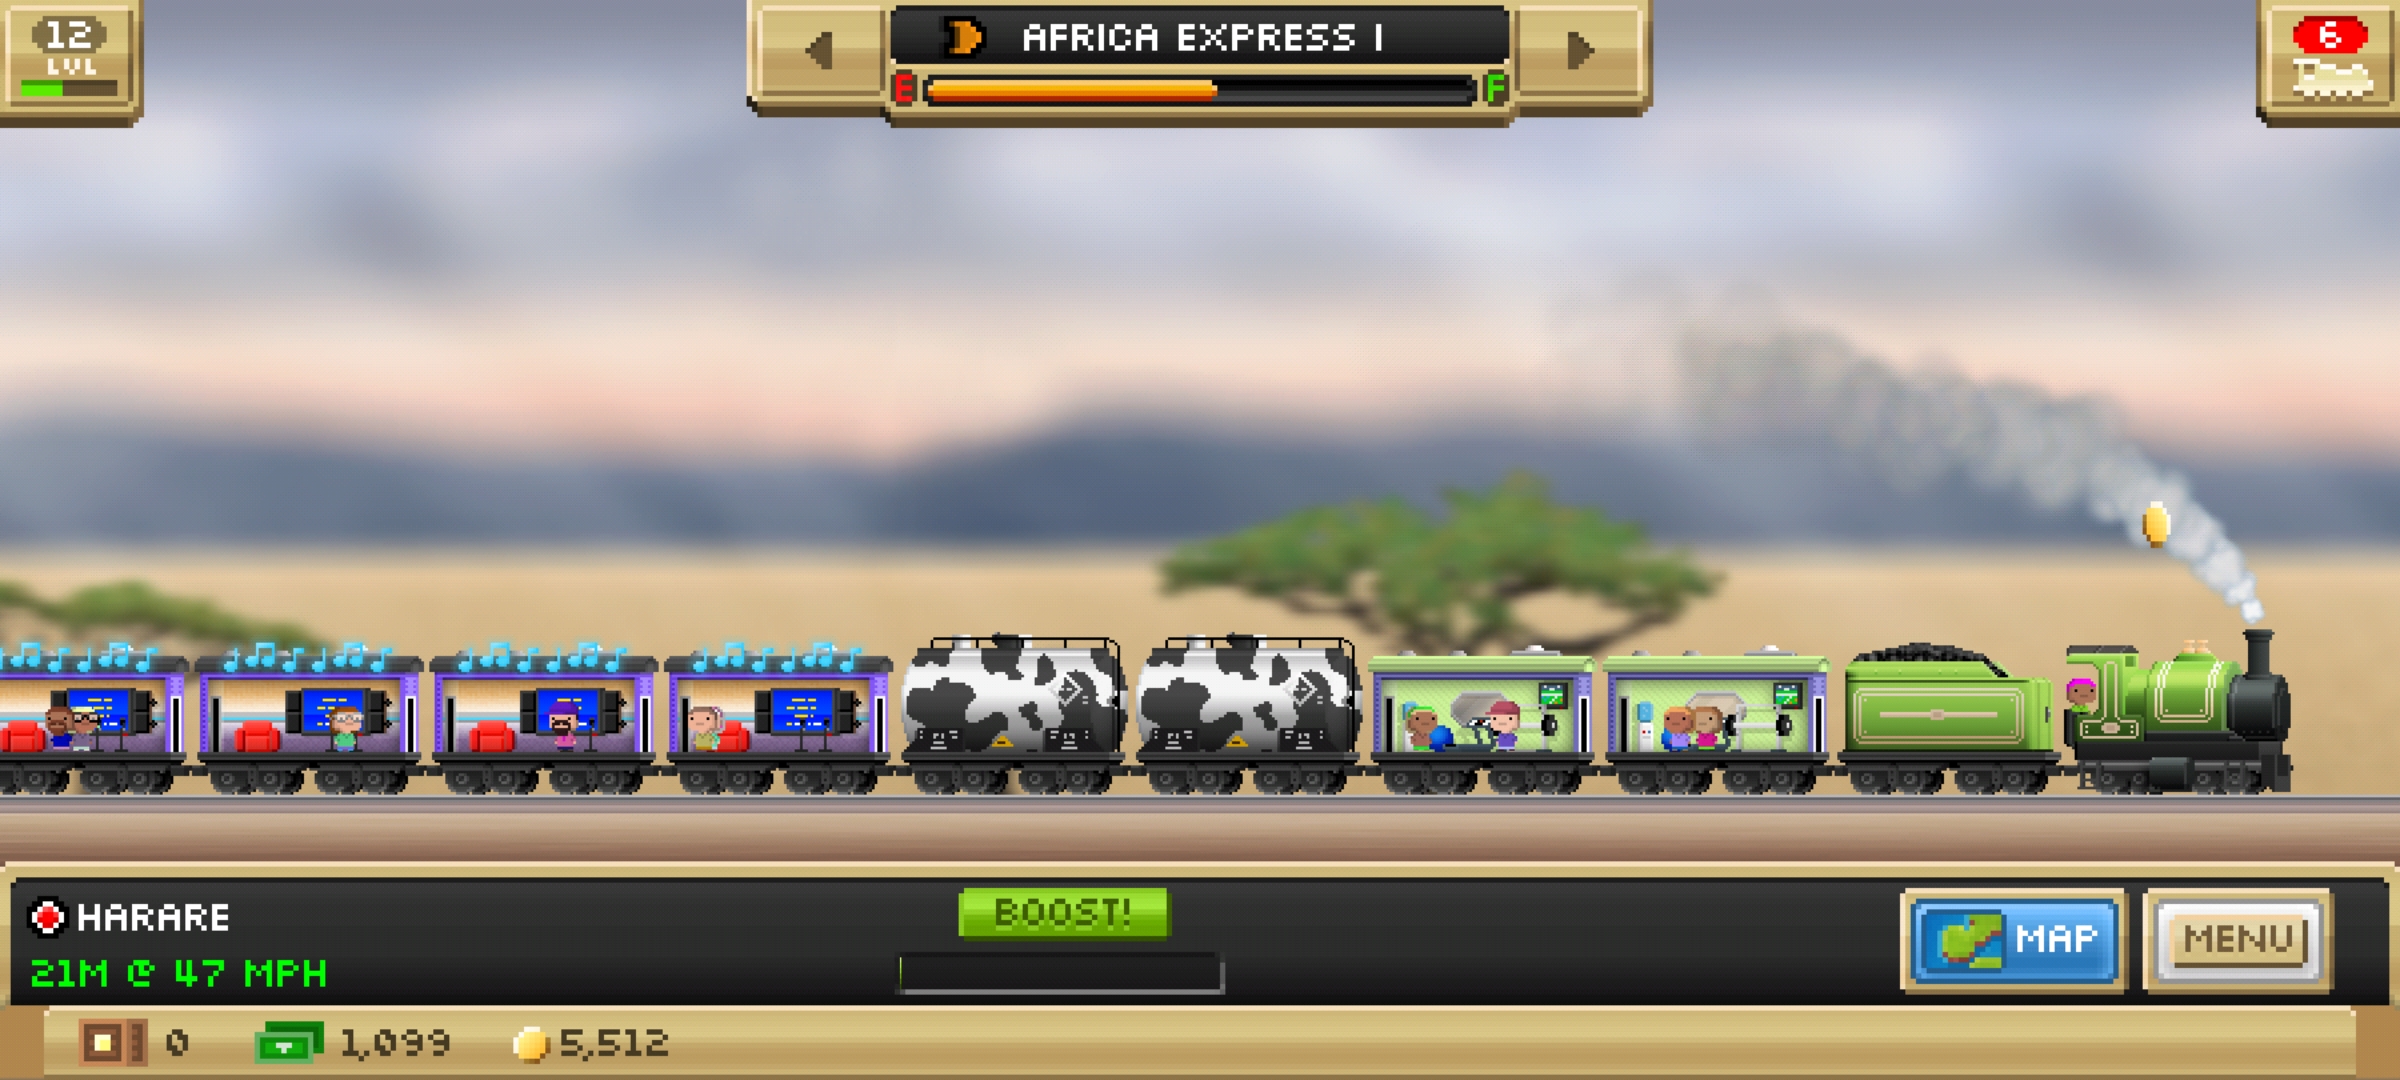 12
LVL
AFRICA EXPRESS I
E
F
6
HARARE
BOOST!
MAP
MENU
21M @ 47 MPH
0
1,099
5,512